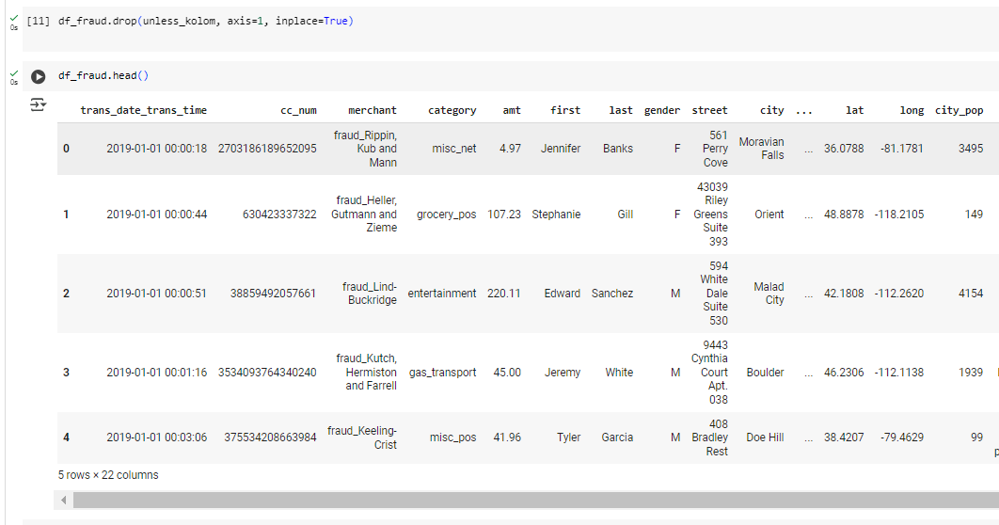 [11] df_fraud.drop(unless_kolom, axis=1, inplace=True)
0s
df_fraud.head()
0s
trans_date_trans_time cc_num merchant category amt first last gender street city ... lat long city_pop
0 2019-01-01 00:00:18 2703186189652095 fraud_Rippin, Kub and Mann misc_net 4.97 Jennifer Banks F 561 Perry Cove Moravian Falls ... 36.0788 -81.1781 3495
1 2019-01-01 00:00:44 630423337322 fraud_Heller, Gutmann and Zieme grocery_pos 107.23 Stephanie Gill F 43039 Riley Greens Suite 393 Orient ... 48.8878 -118.2105 149
2 2019-01-01 00:00:51 38859492057661 fraud_Lind-Buckridge entertainment 220.11 Edward Sanchez M 594 White Dale Suite 530 Malad City ... 42.1808 -112.2620 4154
3 2019-01-01 00:01:16 3534093764340240 fraud_Kutch, Hermiston and Farrell gas_transport 45.00 Jeremy White M 9443 Cynthia Court Apt. 038 Boulder ... 46.2306 -112.1138 1939
4 2019-01-01 00:03:06 375534208663984 fraud_Keeling-Crist misc_pos 41.96 Tyler Garcia M 408 Bradley Rest Doe Hill ... 38.4207 -79.4629 99
5 rows × 22 columns